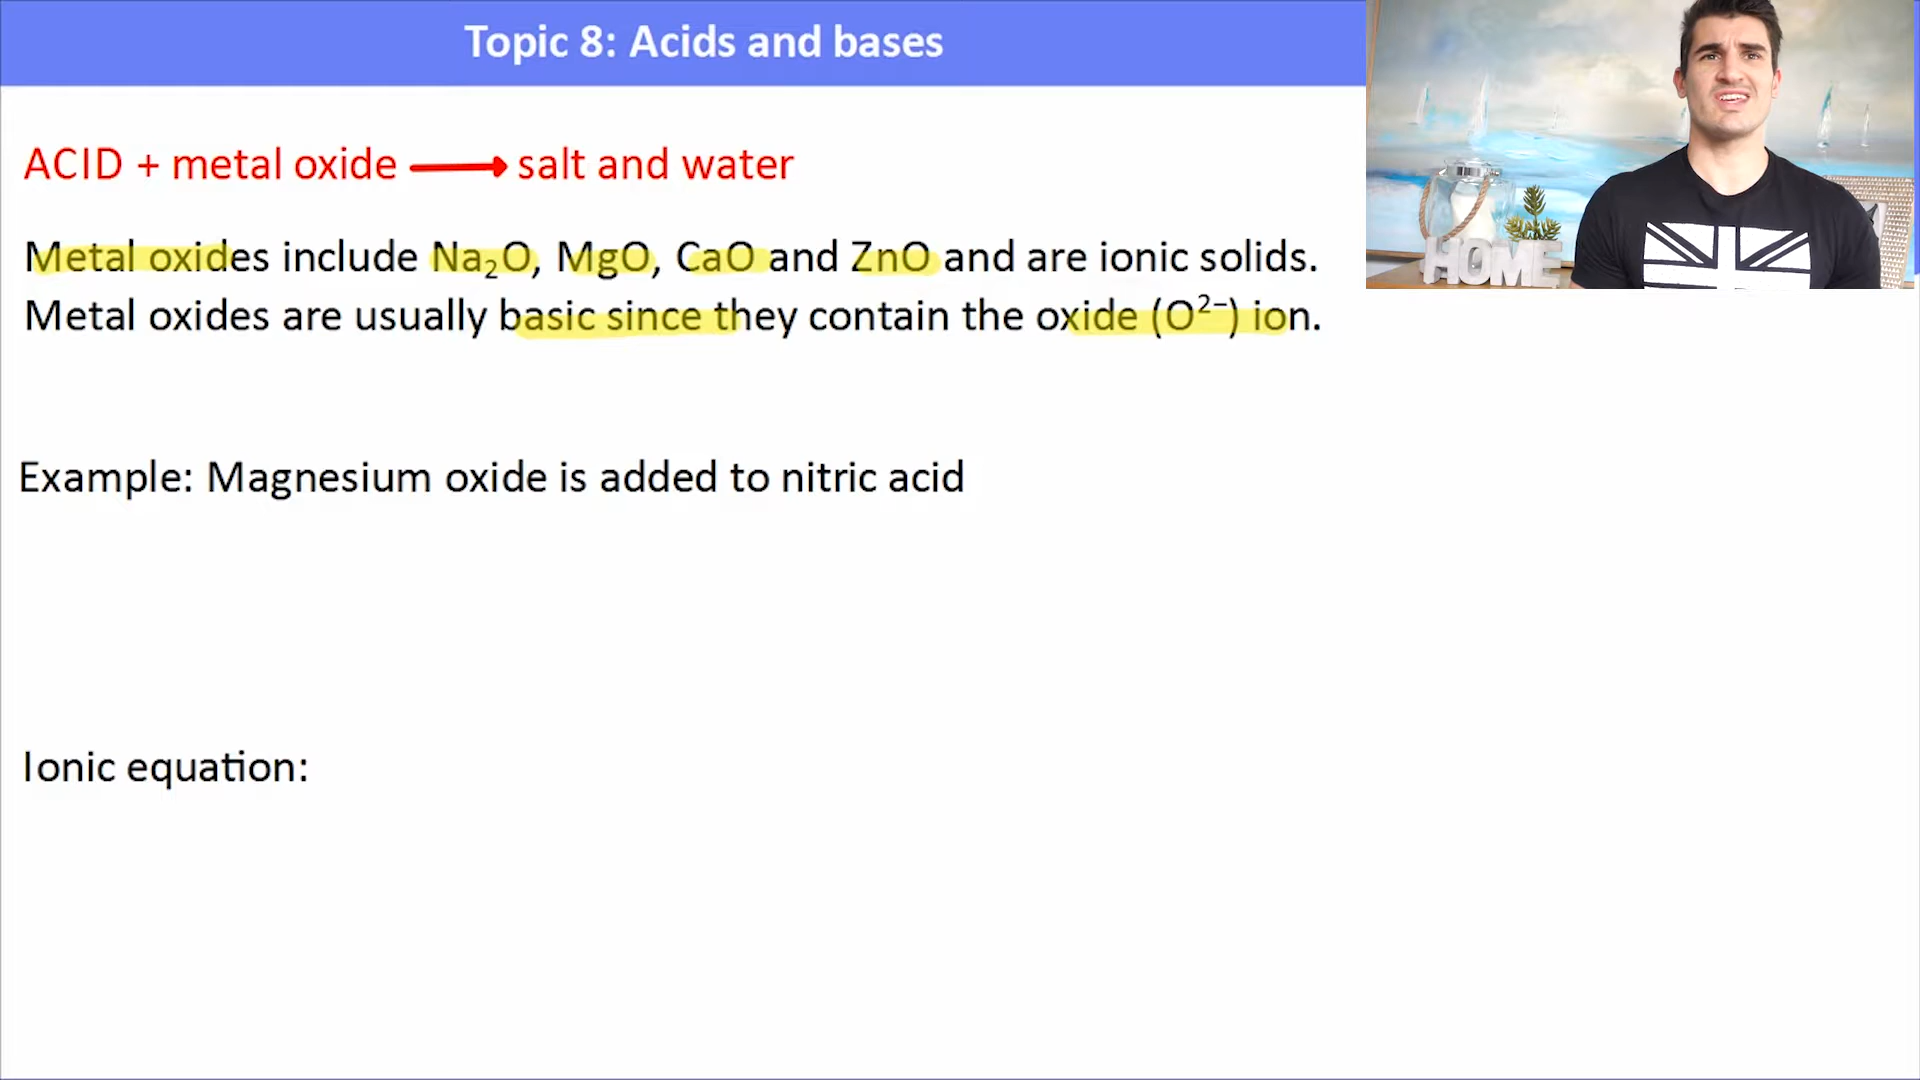 Topic 8: Acids and bases
ACID + metal oxide ⟶ salt and water
Metal oxides include Na₂O, MgO, CaO and ZnO and are ionic solids.
Metal oxides are usually basic since they contain the oxide (O²⁻) ion.
Example: Magnesium oxide is added to nitric acid
Ionic equation:
HOME